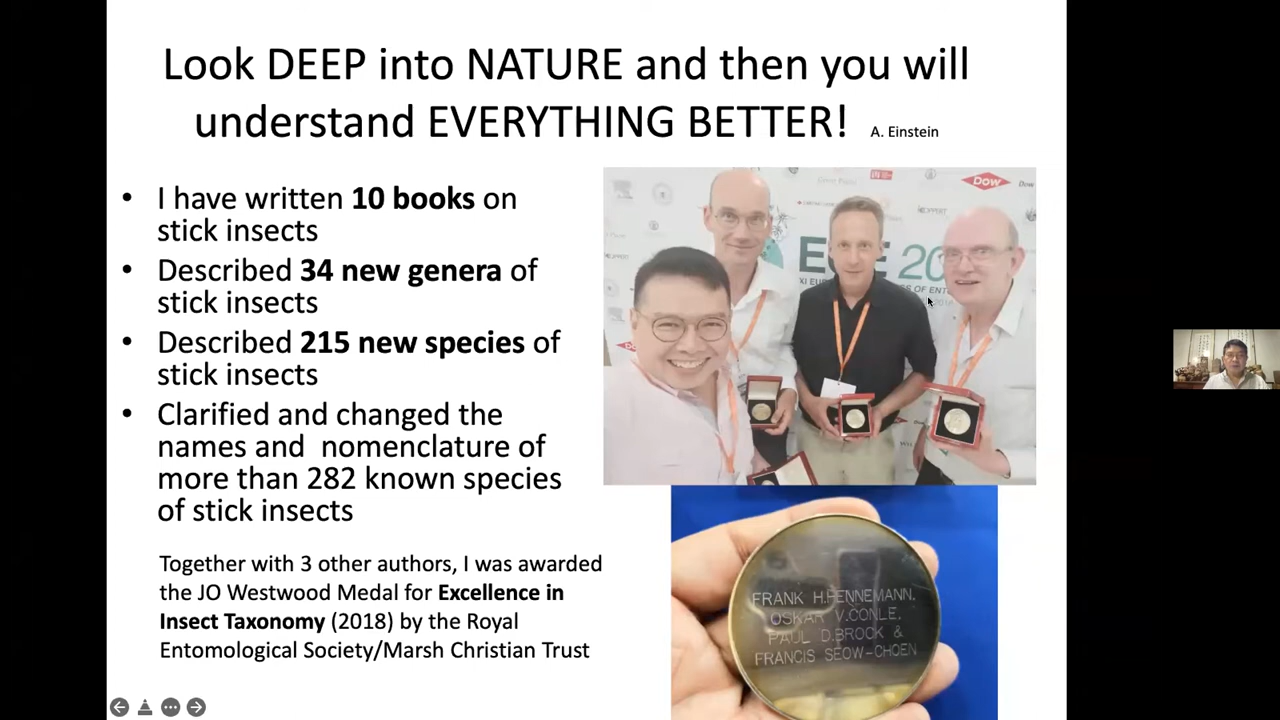 Look DEEP into NATURE and then you will
understand EVERYTHING BETTER! A. Einstein
• I have written 10 books on
stick insects
• Described 34 new genera of
stick insects
• Described 215 new species of
stick insects
• Clarified and changed the
names and nomenclature of
more than 282 known species
of stick insects
Together with 3 other authors, I was awarded
the JO Westwood Medal for Excellence in
Insect Taxonomy (2018) by the Royal
Entomological Society/Marsh Christian Trust
DOW
Dow
20
XI
FRANK H.HENNEMANN.
OSKAR V.CONLE.
PAUL D.BROCK &
FRANCIS SEOW-CHOEN